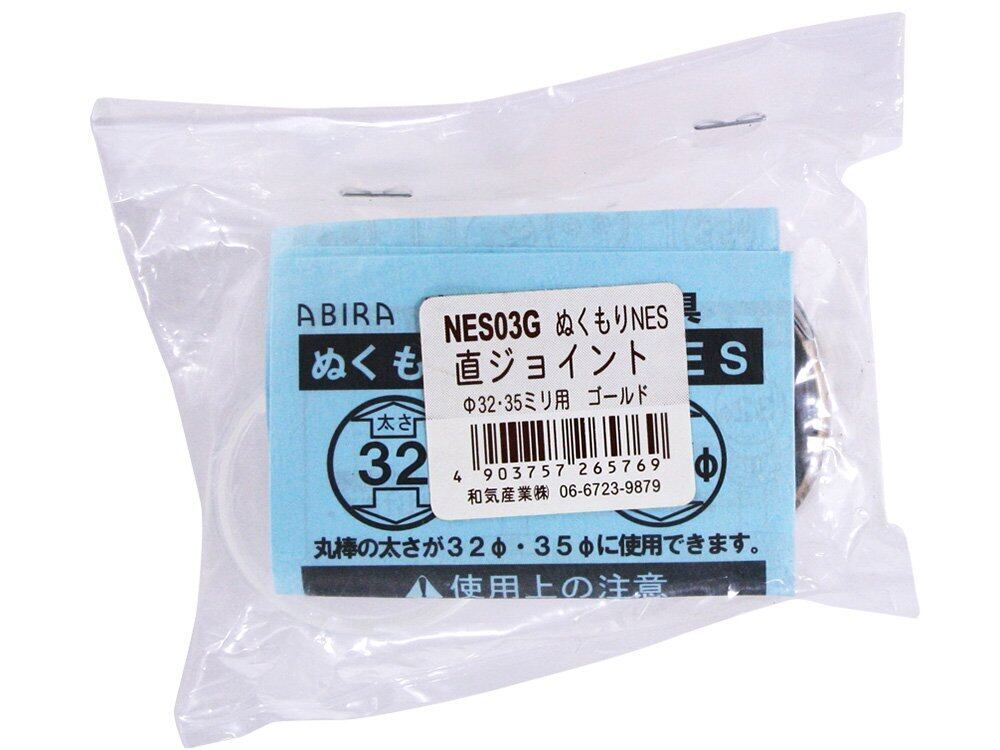 ABIRA
具
NES03G ぬくもりNES
直ジョイント
Φ32・35ミリ用 ゴールド
4 903757 265769
和気産業㈱ 06-6723-9879
ぬくも
ES
太さ
32
φ
丸棒の太さが32φ・35φに使用できます。
使用上の注意